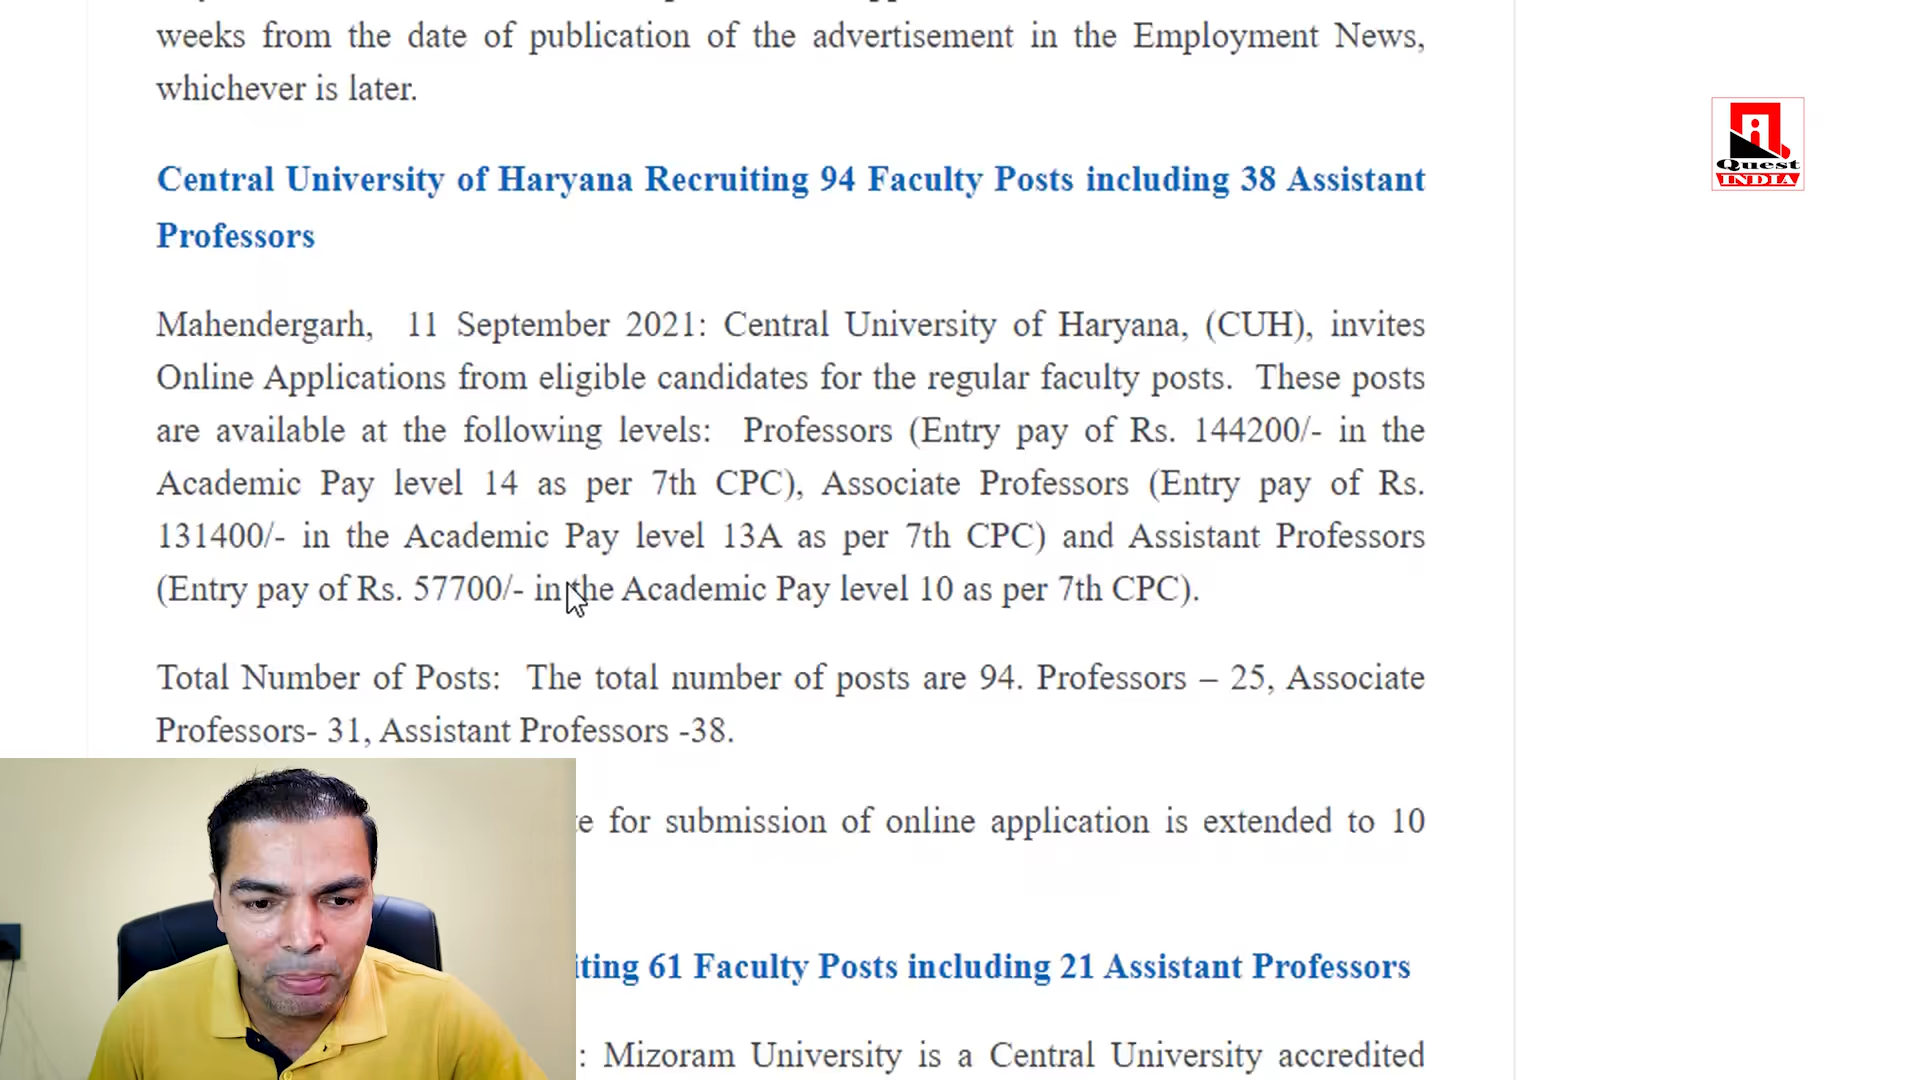 weeks from the date of publication of the advertisement in the Employment News,
whichever is later.
Quest
INDIA
Central University of Haryana Recruiting 94 Faculty Posts including 38 Assistant
Professors
Mahendergarh, 11 September 2021: Central University of Haryana, (CUH), invites
Online Applications from eligible candidates for the regular faculty posts. These posts
are available at the following levels: Professors (Entry pay of Rs. 144200/- in the
Academic Pay level 14 as per 7th CPC), Associate Professors (Entry pay of Rs.
131400/- in the Academic Pay level 13A as per 7th CPC) and Assistant Professors
(Entry pay of Rs. 57700/- in the Academic Pay level 10 as per 7th CPC).
Total Number of Posts: The total number of posts are 94. Professors – 25, Associate
Professors- 31, Assistant Professors -38.
for submission of online application is extended to 10
61 Faculty Posts including 21 Assistant Professors
: Mizoram University is a Central University accredited